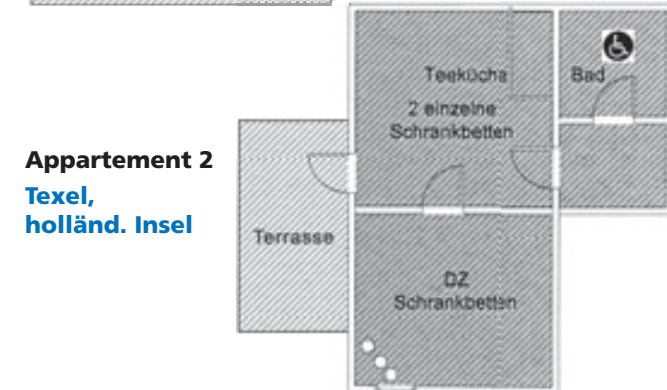 Teeküche
Bad
2 einzelne
Schrankbetten
Appartement 2
Texel,
holländ. Insel
Terrasse
DZ
Schrankbetten